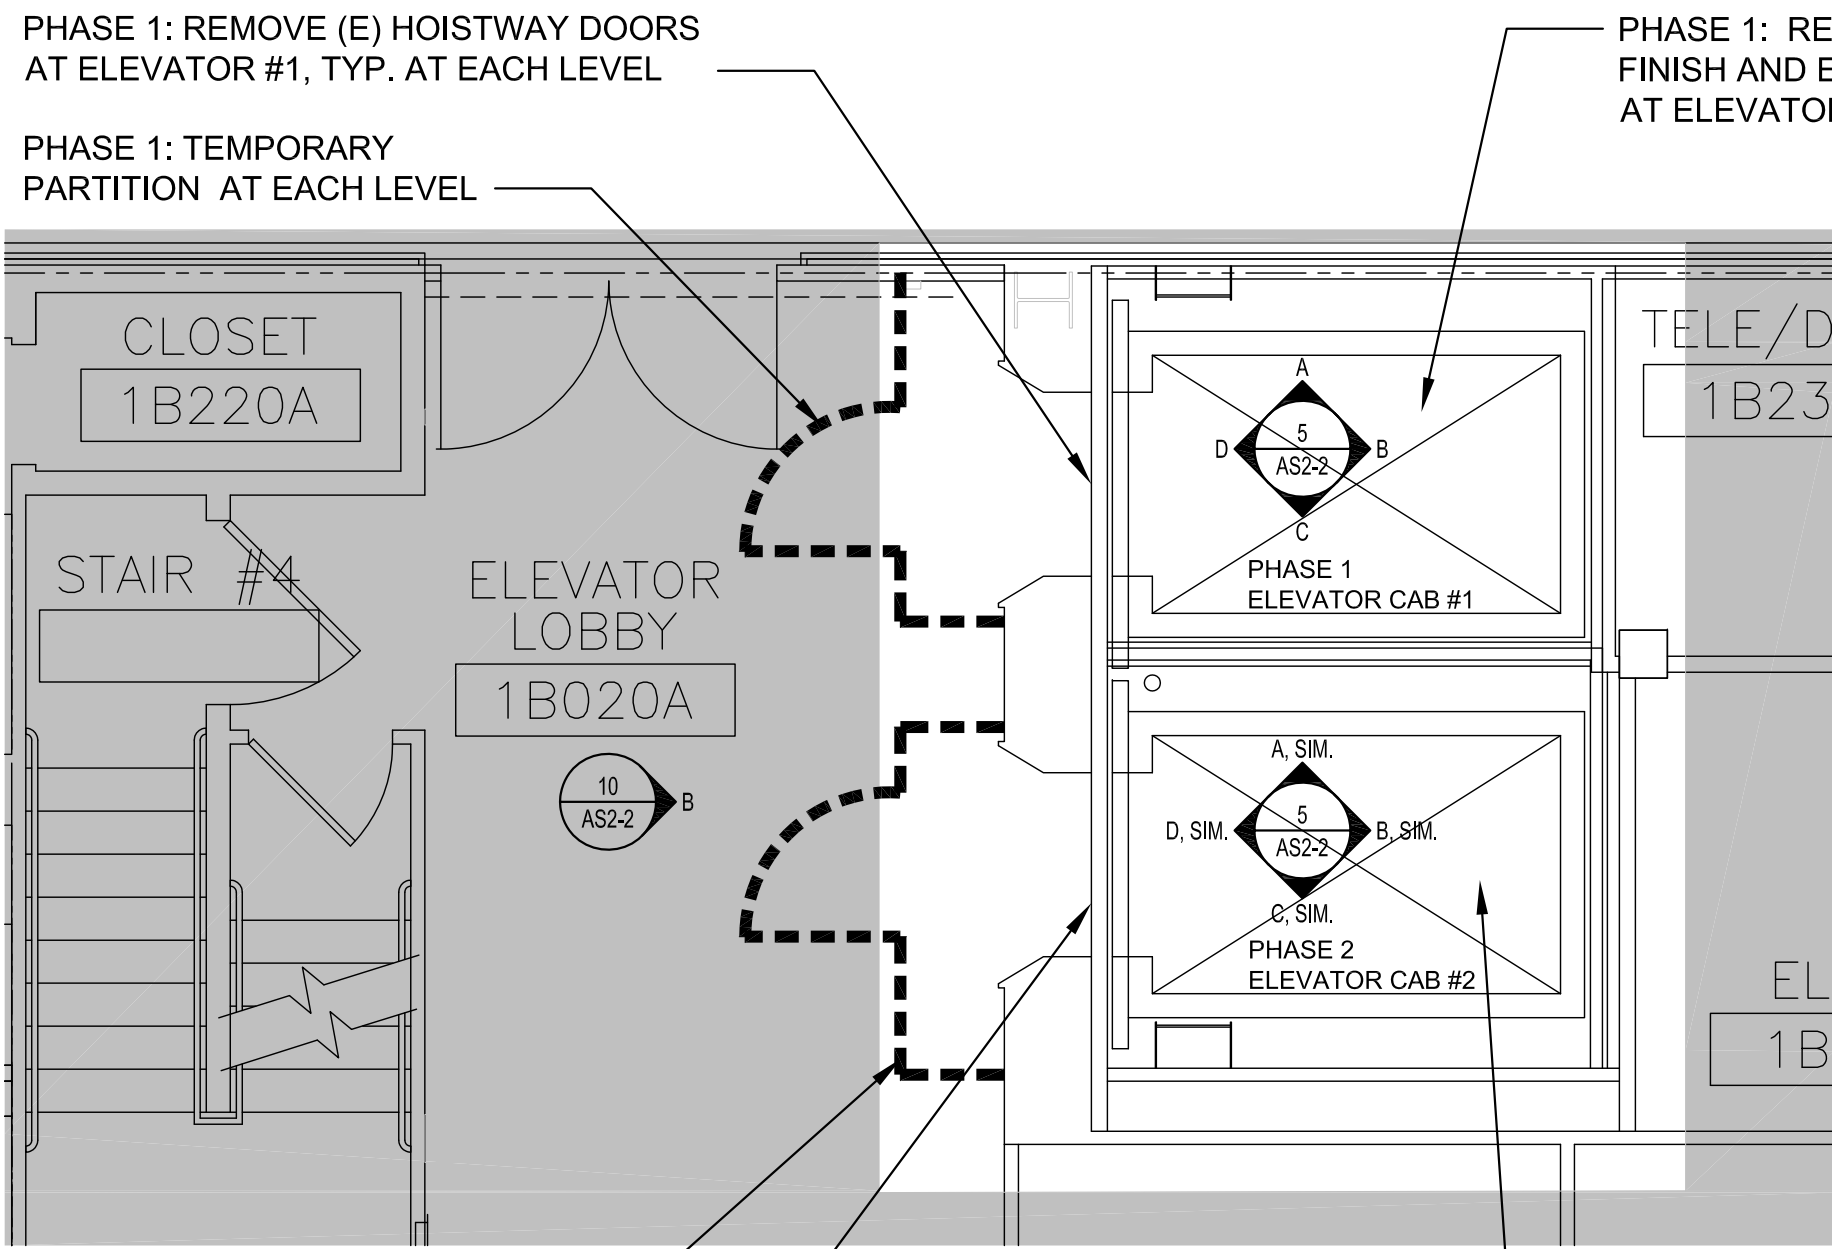 PHASE 1: REMOVE (E) HOISTWAY DOORS
AT ELEVATOR #1, TYP. AT EACH LEVEL
PHASE 1: RE
FINISH AND E
AT ELEVATOR
PHASE 1: TEMPORARY
PARTITION AT EACH LEVEL
CLOSET
1B220A
TELE/D
1B23
A
5
D
B
AS2-2
C
PHASE 1
ELEVATOR CAB #1
STAIR #4
ELEVATOR
LOBBY
1B020A
10
AS2-2
B
A, SIM.
5
D, SIM.
B, SIM.
AS2-2
C, SIM.
PHASE 2
ELEVATOR CAB #2
EL
1B